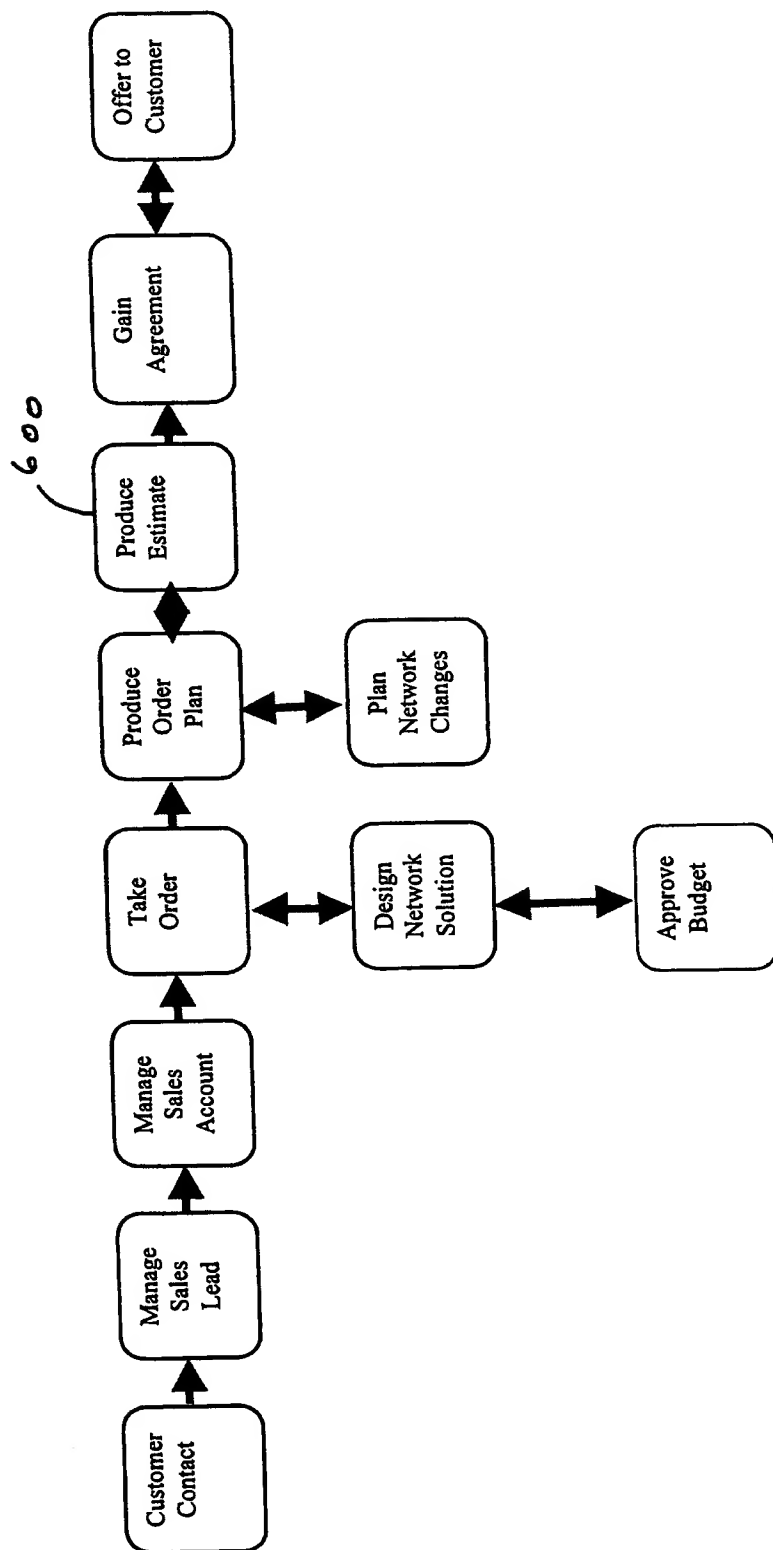 Customer
Contact
Manage
Sales
Lead
Manage
Sales
Account
Take
Order
Produce
Order
Plan
Produce
Estimate
600
Gain
Agreement
Offer to
Customer
Design
Network
Solution
Plan
Network
Changes
Approve
Budget